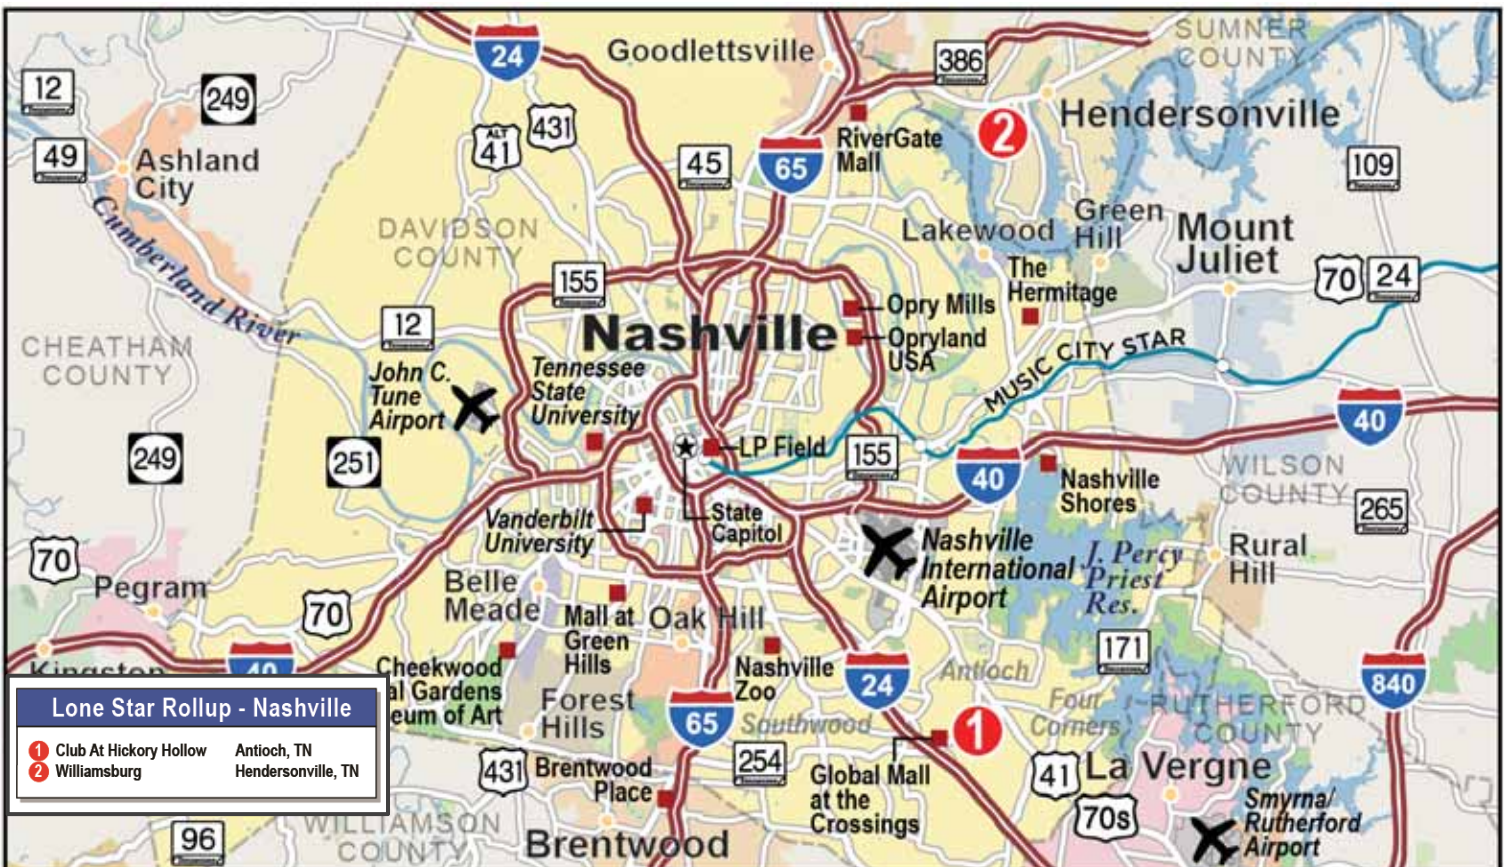 SUMNER
COUNTY
24
Goodlettsville
386
12
249
Hendersonville
ALT
41
431
2
RiverGate
Mall
49
Ashland
City
45
65
109
Cumberland River
DAVIDSON
COUNTY
Lakewood
Green
Hill
Mount
Juliet
155
The
Hermitage
70
24
Opry Mills
12
Nashville
Opryland
USA
CHEATHAM
COUNTY
MUSIC CITY STAR
John C.
Tune
Airport
Tennessee
State
University
40
249
251
LP Field
155
40
WILSON
COUNTY
Nashville
Shores
265
Vanderbilt
University
State
Capitol
70
Nashville
International
Airport
J. Percy
Priest
Res.
Rural
Hill
Pegram
Belle
Meade
70
Mall at
Green
Hills
Oak Hill
171
Kingston
40
Cheekwood
al Gardens
eum of Art
Nashville
Zoo
24
Antioch
840
Forest
Hills
65
Southwood
Four
Corners
RUTHERFORD
COUNTY
1
Lone Star Rollup - Nashville
1 Club At Hickory Hollow Antioch, TN
2 Williamsburg Hendersonville, TN
431
Brentwood
Place
254
Global Mall
at the
Crossings
41
La Vergne
70S
Smyrna/
Rutherford
Airport
96
WILLIAMSON
COUNTY
Brentwood